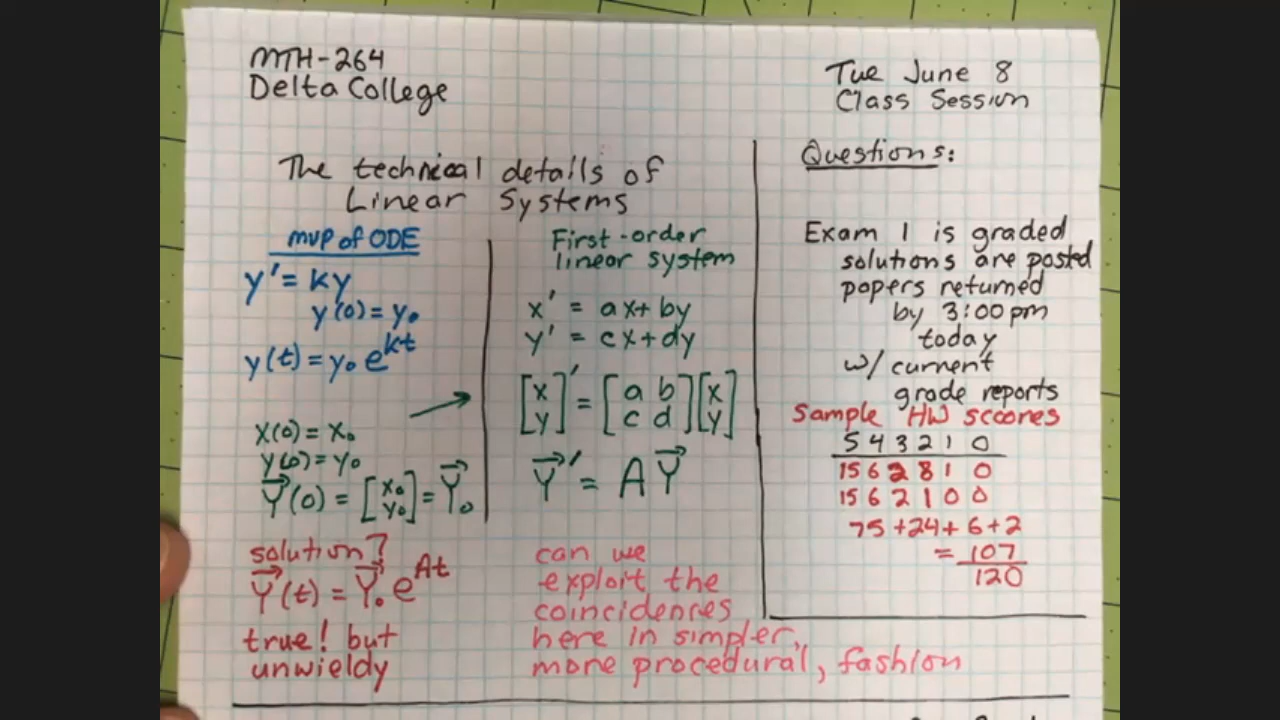 MTH-264
Delta College
Tue June 8
Class Session
The technical details of
Linear Systems
mvp of ODE
y' = ky
y(0) = y₀
y(t) = y₀ e^{kt}
x(0) = x₀
y(0) = y₀
Y⃗(0) = [x₀ y₀] = Y⃗₀
solution?
Y⃗(t) = Y⃗₀ e^{At}
true! but
unwieldy
First-order
linear system
x' = ax + by
y' = cx + dy
[x y]' = [a b c d][x y]
Y⃗' = A Y⃗
can we
exploit the
coincidences
here in simpler,
more procedural, fashion
Questions:
Exam 1 is graded
solutions are posted
papers returned
by 3:00 pm
today
w/ current
grade reports
Sample HW scoores
5 4 3 2 1 0
15 6 2 8 1 0
15 6 2 1 0 0
75 + 24 + 6 + 2
= 107
120